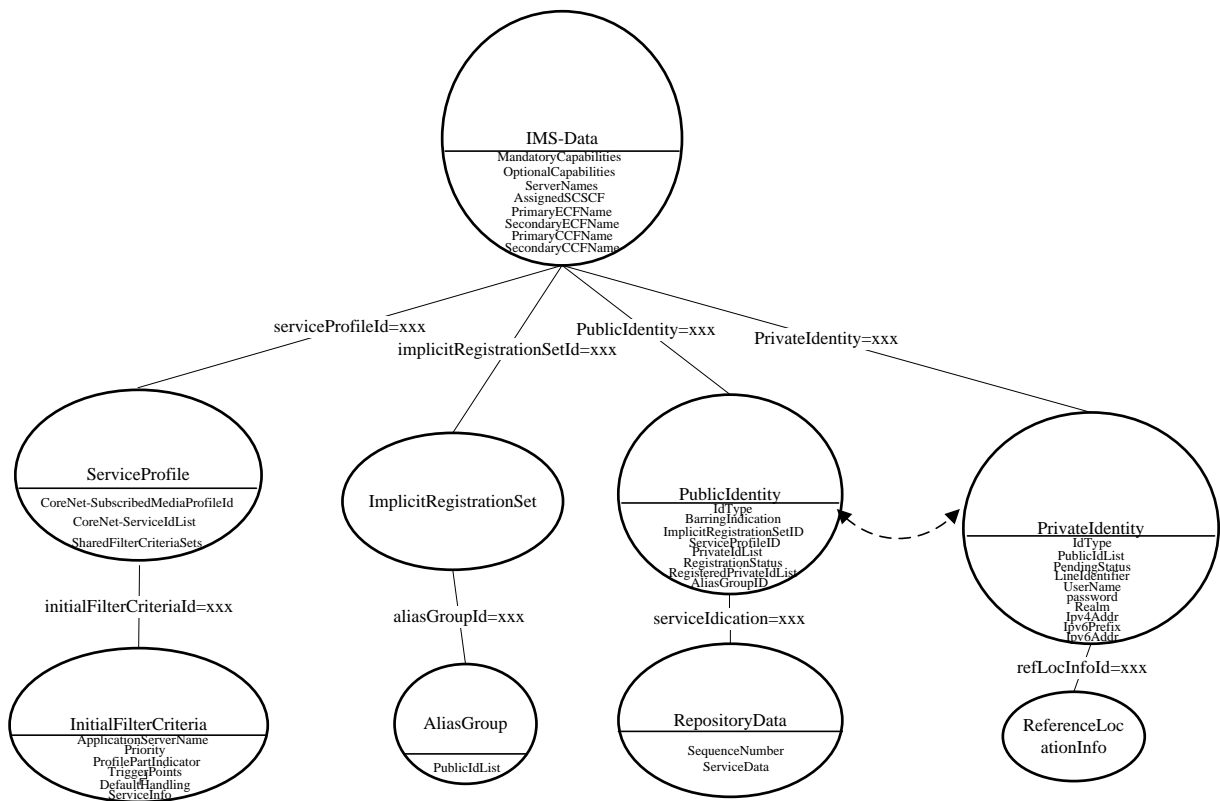 IMS-Data
MandatoryCapabilities
OptionalCapabilities
ServerNames
AssignedSCSCF
PrimaryECFName
SecondaryECFName
PrimaryCCFName
SecondaryCCFName
serviceProfileId=xxx
implicitRegistrationSetId=xxx
PublicIdentity=xxx
PrivateIdentity=xxx
ServiceProfile
CoreNet-SubscribedMediaProfileId
CoreNet-ServiceIdList
SharedFilterCriteriaSets
ImplicitRegistrationSet
PublicIdentity
IdType
BarringIndication
ImplicitRegistrationSetID
ServiceProfileID
PrivateIdList
RegistrationStatus
RegisteredPrivateIdList
AliasGroupID
PrivateIdentity
IdType
PublicIdList
PendingStatus
LineIdentifier
UserName
password
Realm
Ipv4Addr
Ipv6Prefix
Ipv6Addr
initialFilterCriteriaId=xxx
aliasGroupId=xxx
serviceIdication=xxx
refLocInfoId=xxx
InitialFilterCriteria
ApplicationServerName
Priority
ProfilePartIndicator
TriggerPoints
DefaultHandling
ServiceInfo
AliasGroup
PublicIdList
RepositoryData
SequenceNumber
ServiceData
ReferenceLoc
ationInfo